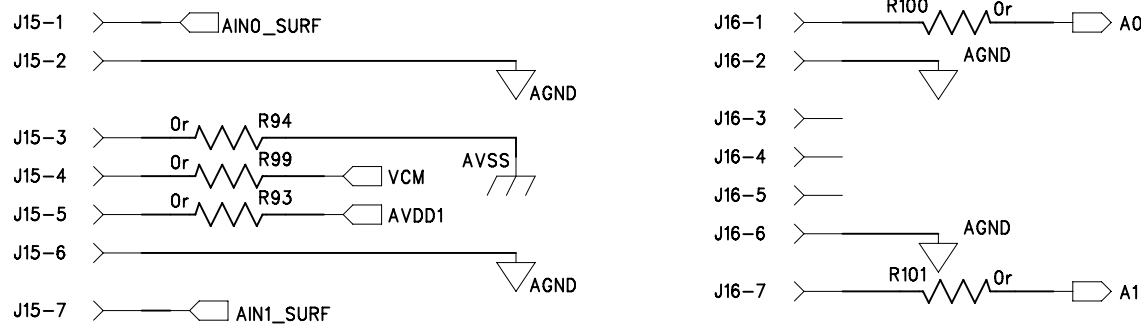 J15-1 AIN0_SURF
J15-2
AGND
J15-3 0r R94
J15-4 0r R99 VCM
AVSS
J15-5 0r R93 AVDD1
J15-6
AGND
J15-7 AIN1_SURF
R100 0r
J16-1 A0
J16-2 AGND
J16-3
J16-4
J16-5
J16-6 AGND
R101 0r
J16-7 A1